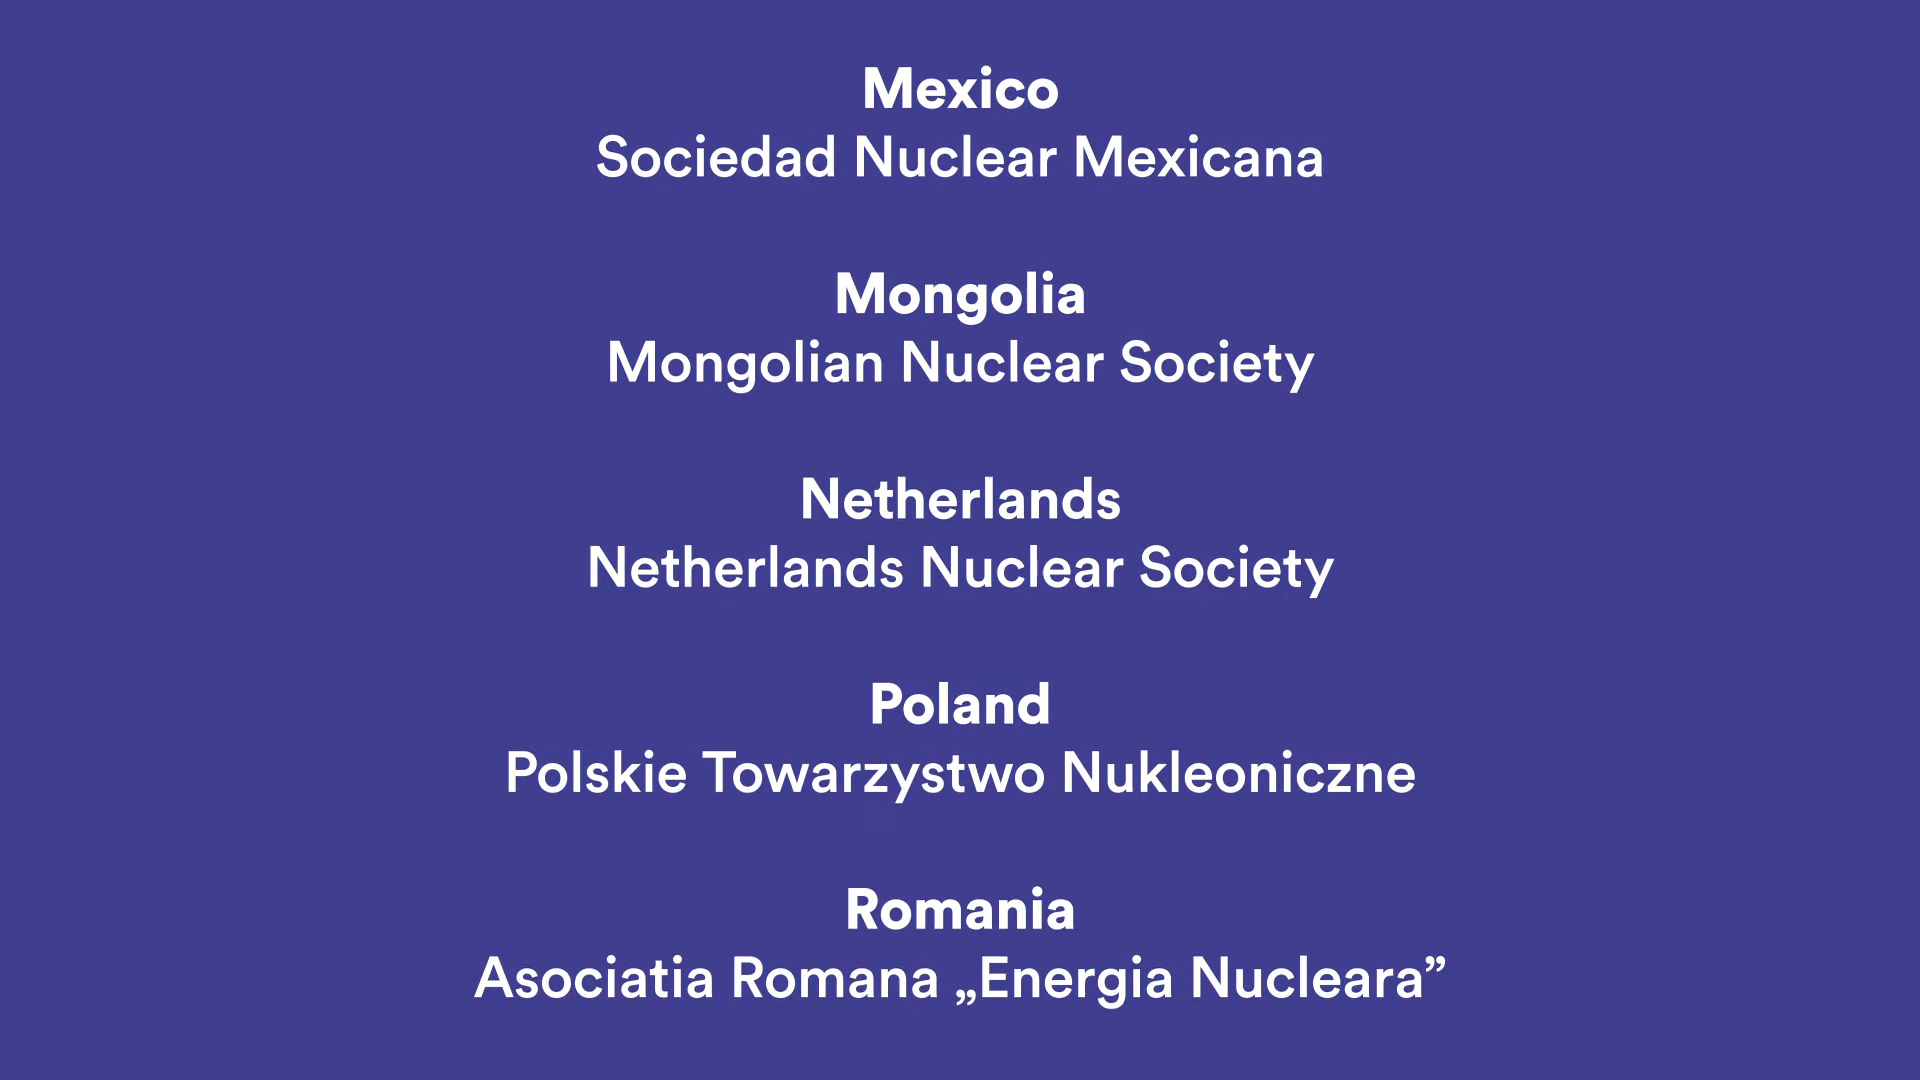 Mexico
Sociedad Nuclear Mexicana
Mongolia
Mongolian Nuclear Society
Netherlands
Netherlands Nuclear Society
Poland
Polskie Towarzystwo Nukleoniczne
Romania
Asociatia Romana „Energia Nucleara”